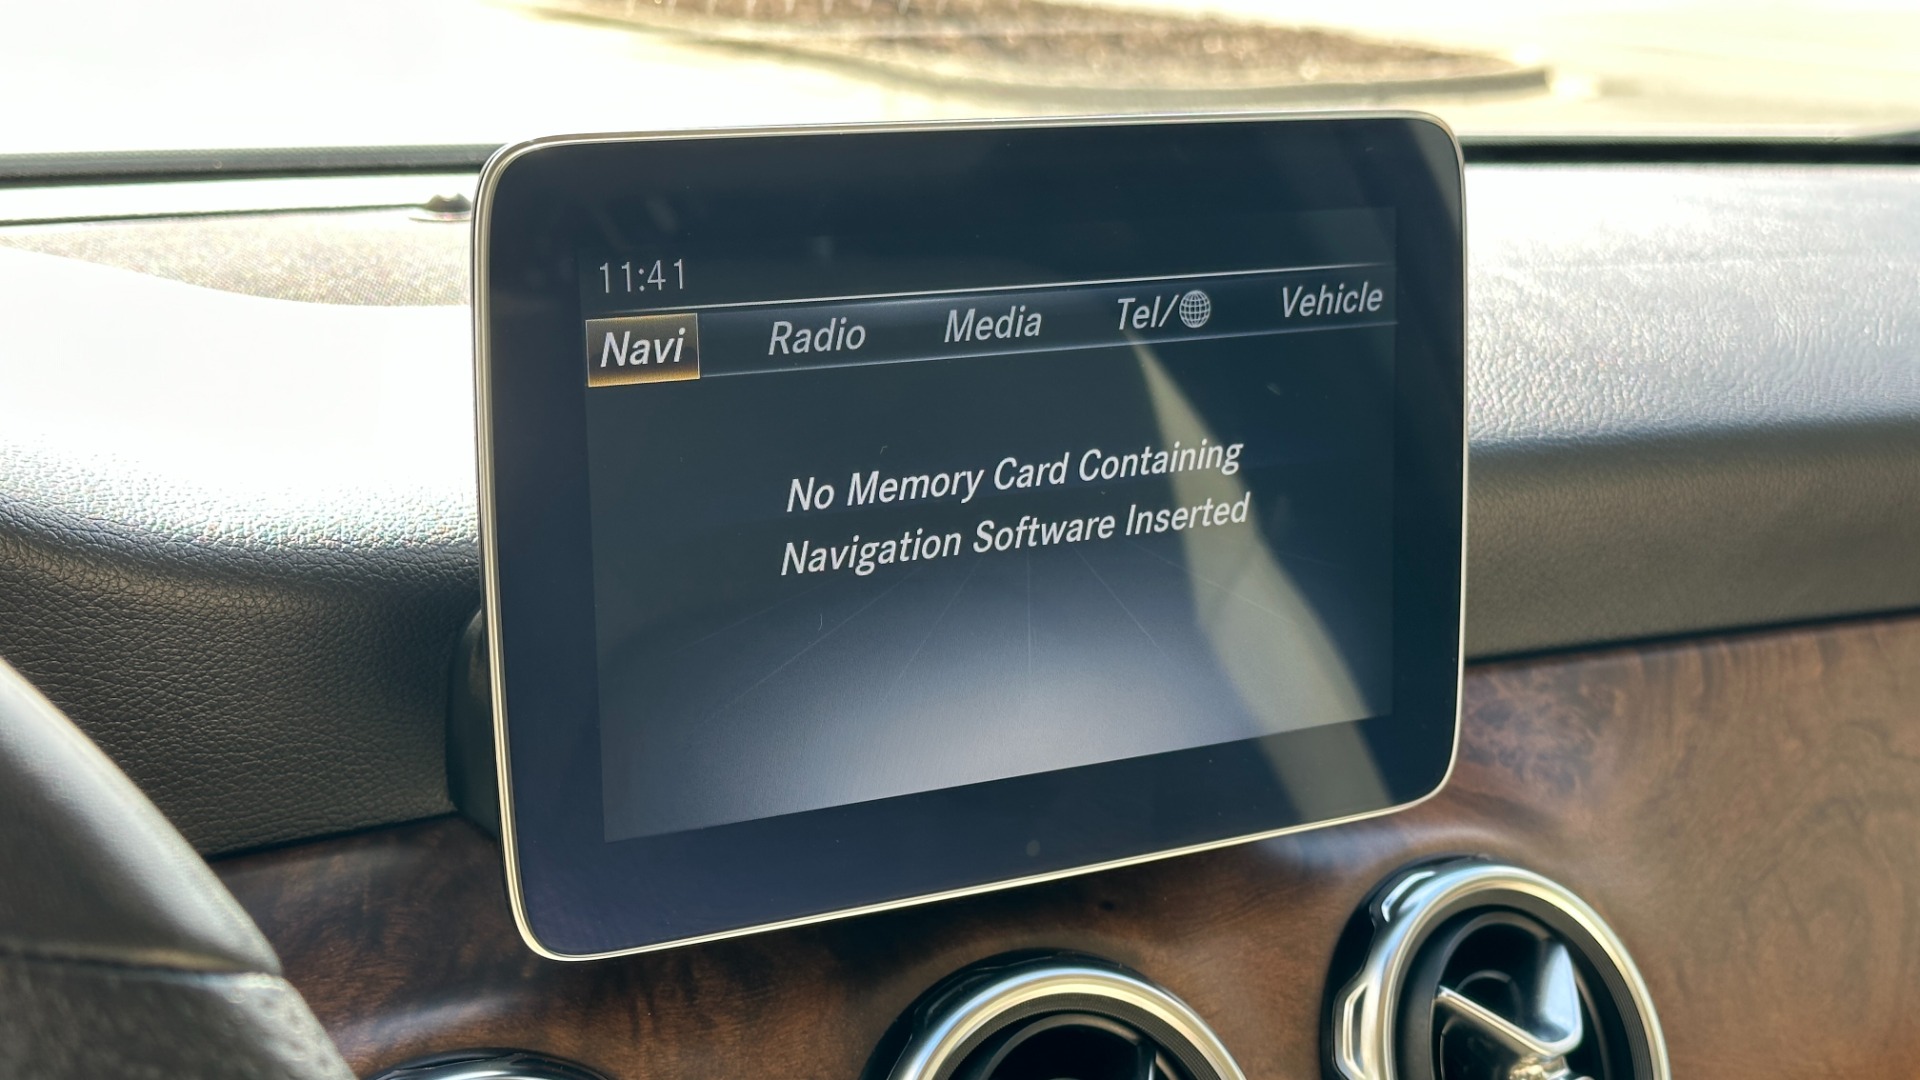 11:41
Navi Radio Media Tel/ Vehicle
No Memory Card Containing
Navigation Software Inserted